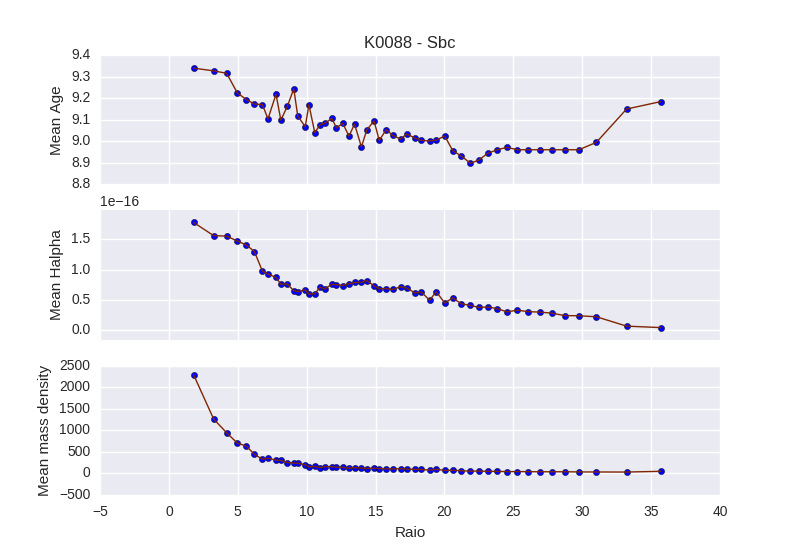 K0088 - Sbc
9.4
9.3
9.2
9.1
9.0
8.9
8.8
Mean Age
1e−16
1.5
1.0
0.5
0.0
Mean Halpha
2500
2000
1500
1000
500
0
−500
Mean mass density
−5 0 5 10 15 20 25 30 35 40
Raio